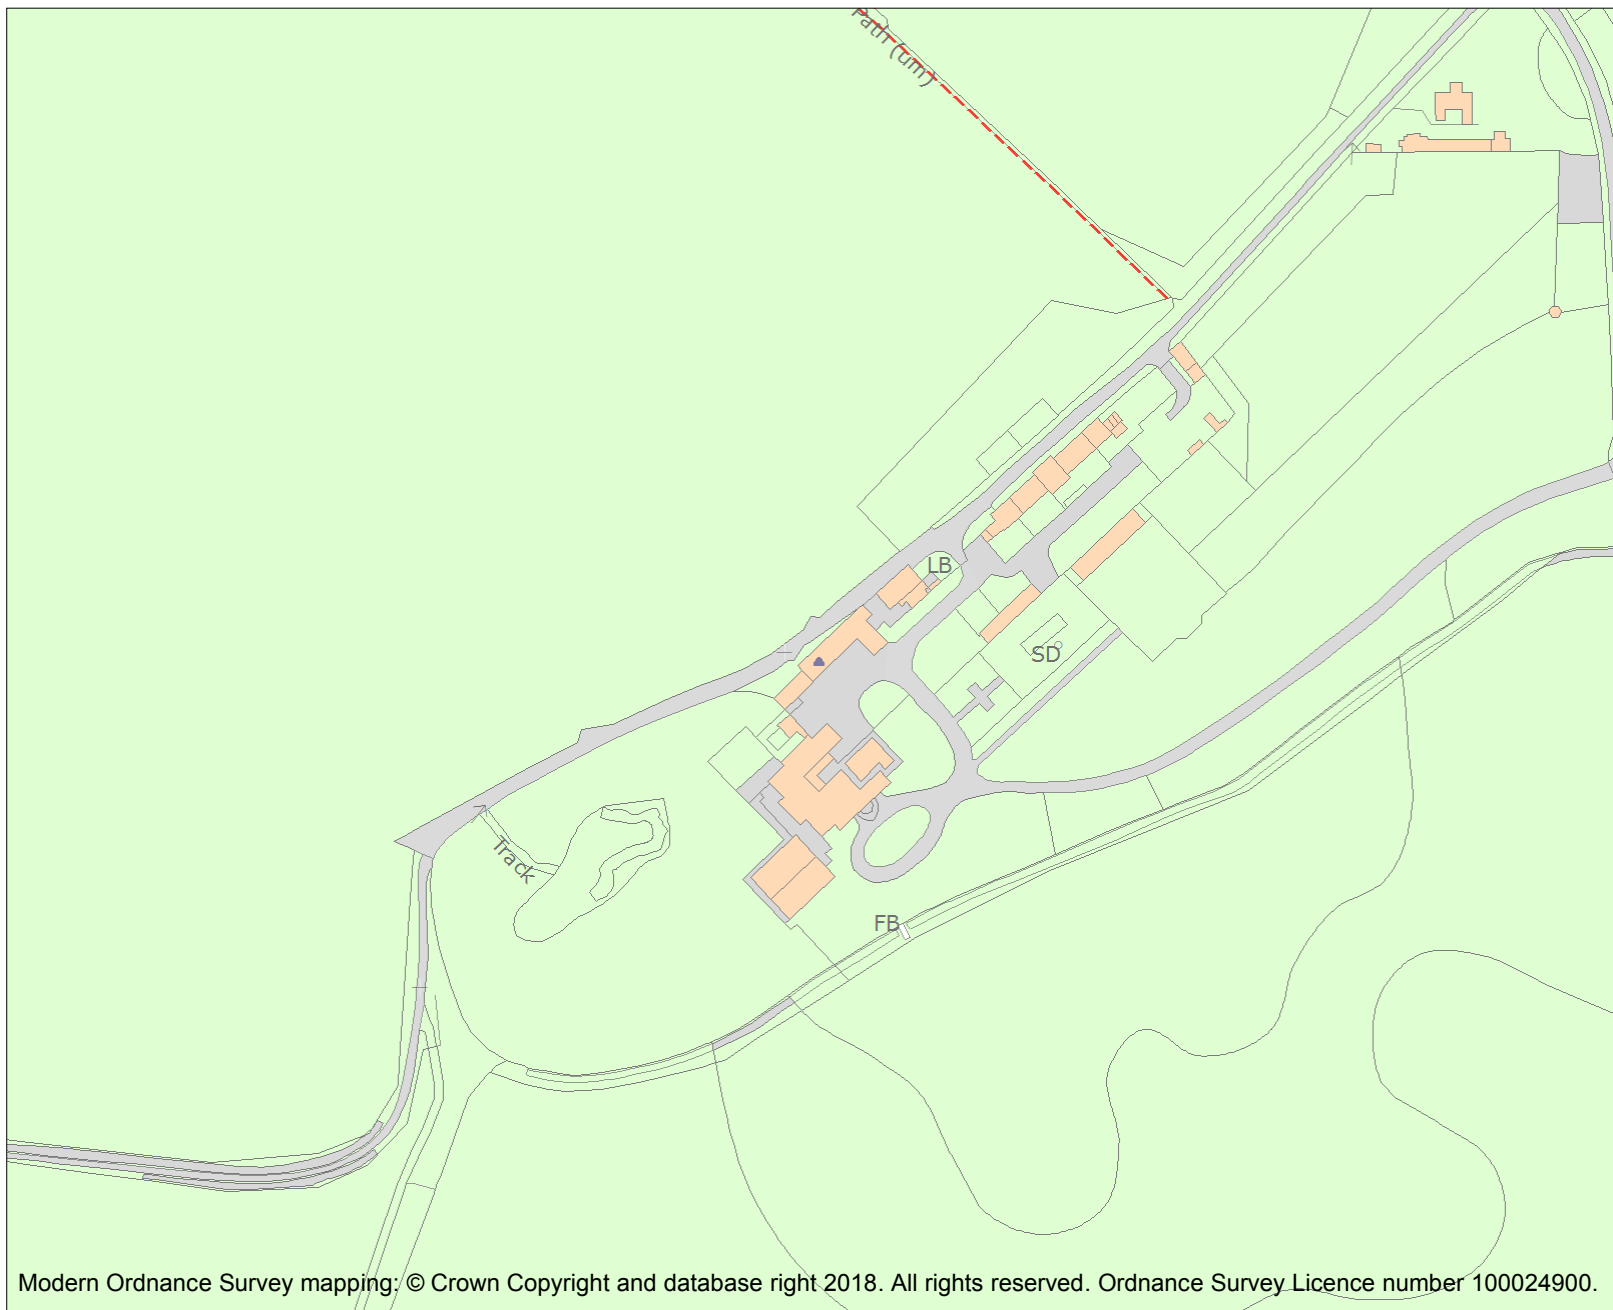 Path (um)
LB
SD
Track
FB
Modern Ordnance Survey mapping: © Crown Copyright and database right 2018. All rights reserved. Ordnance Survey Licence number 100024900.